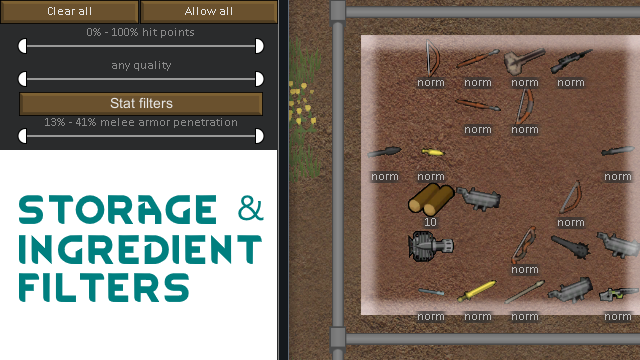 Clear all
Allow all
0% - 100% hit points
any quality
Stat filters
13% - 41% melee armor penetration
STORAGE &
INGREDIENT
FILTERS
norm norm norm norm
norm norm
norm norm norm
10
norm
norm
norm norm norm norm norm